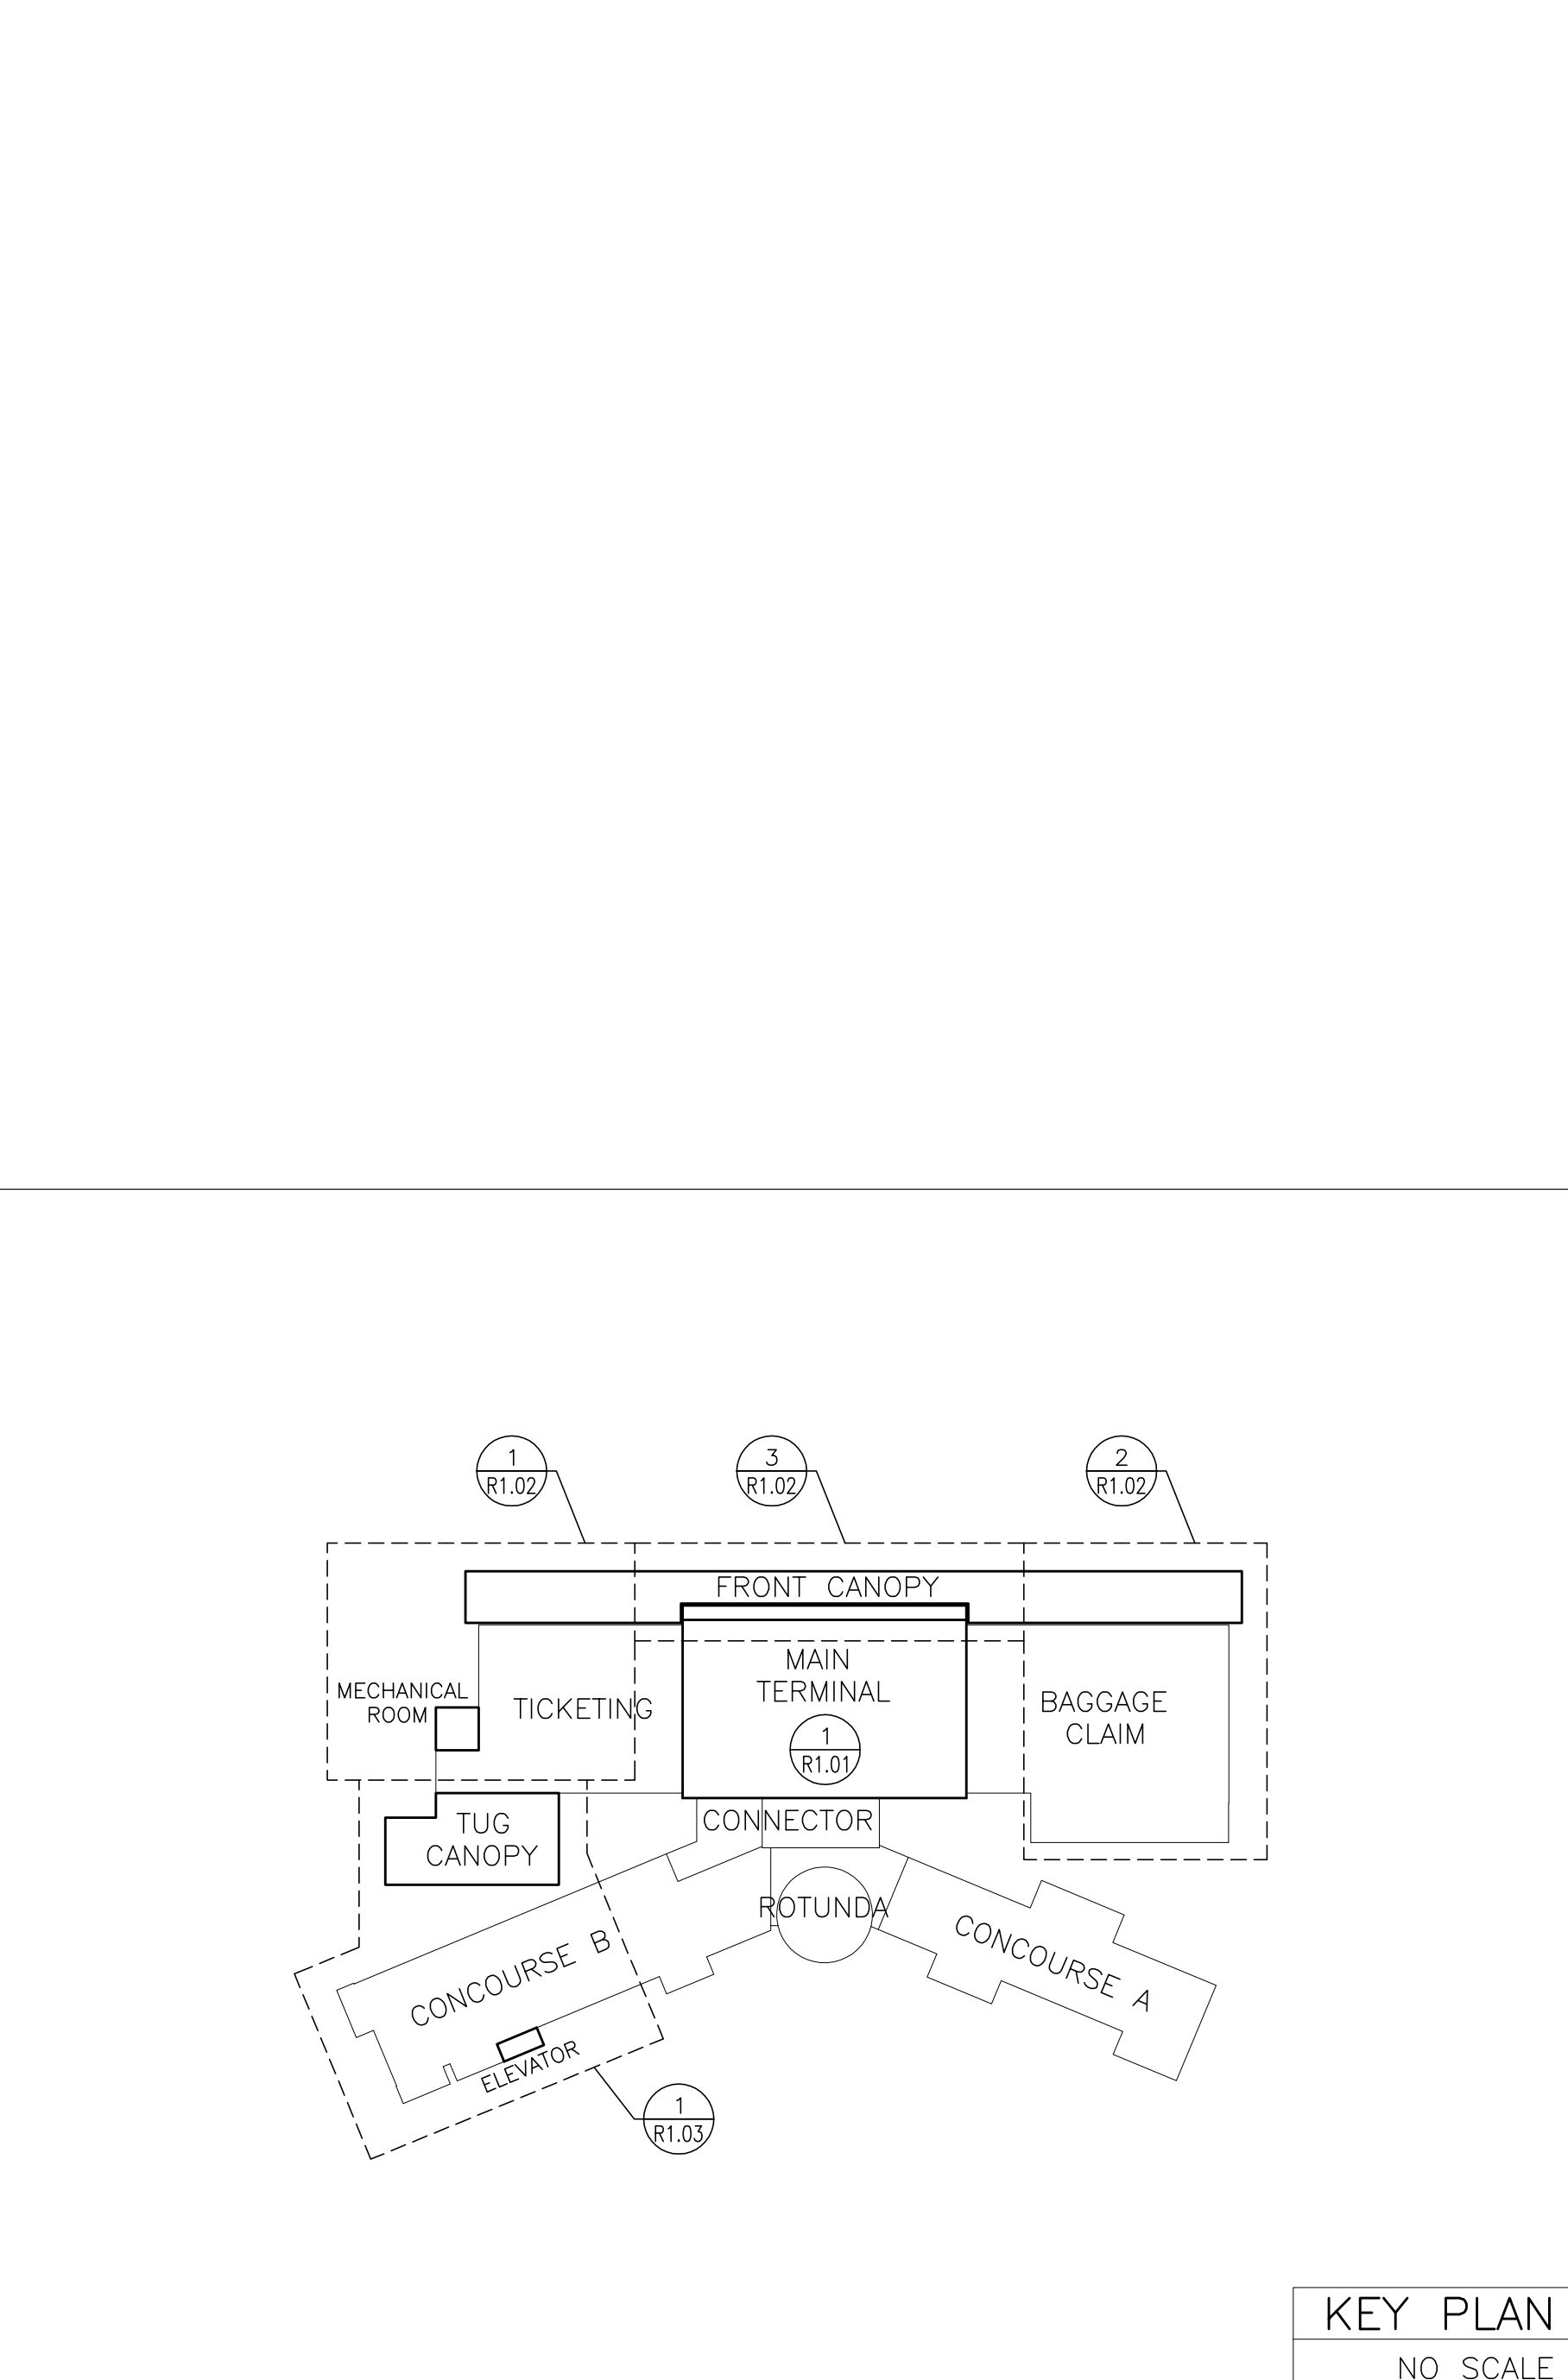 1
R1.02
3
R1.02
2
R1.02
FRONT CANOPY
MAIN
TERMINAL
MECHANICAL
ROOM
TICKETING
BAGGAGE
CLAIM
1
R1.01
TUG
CANOPY
CONNECTOR
ROTUNDA
CONCOURSE B
CONCOURSE A
ELEVATOR
1
R1.03
KEY PLAN
NO SCALE